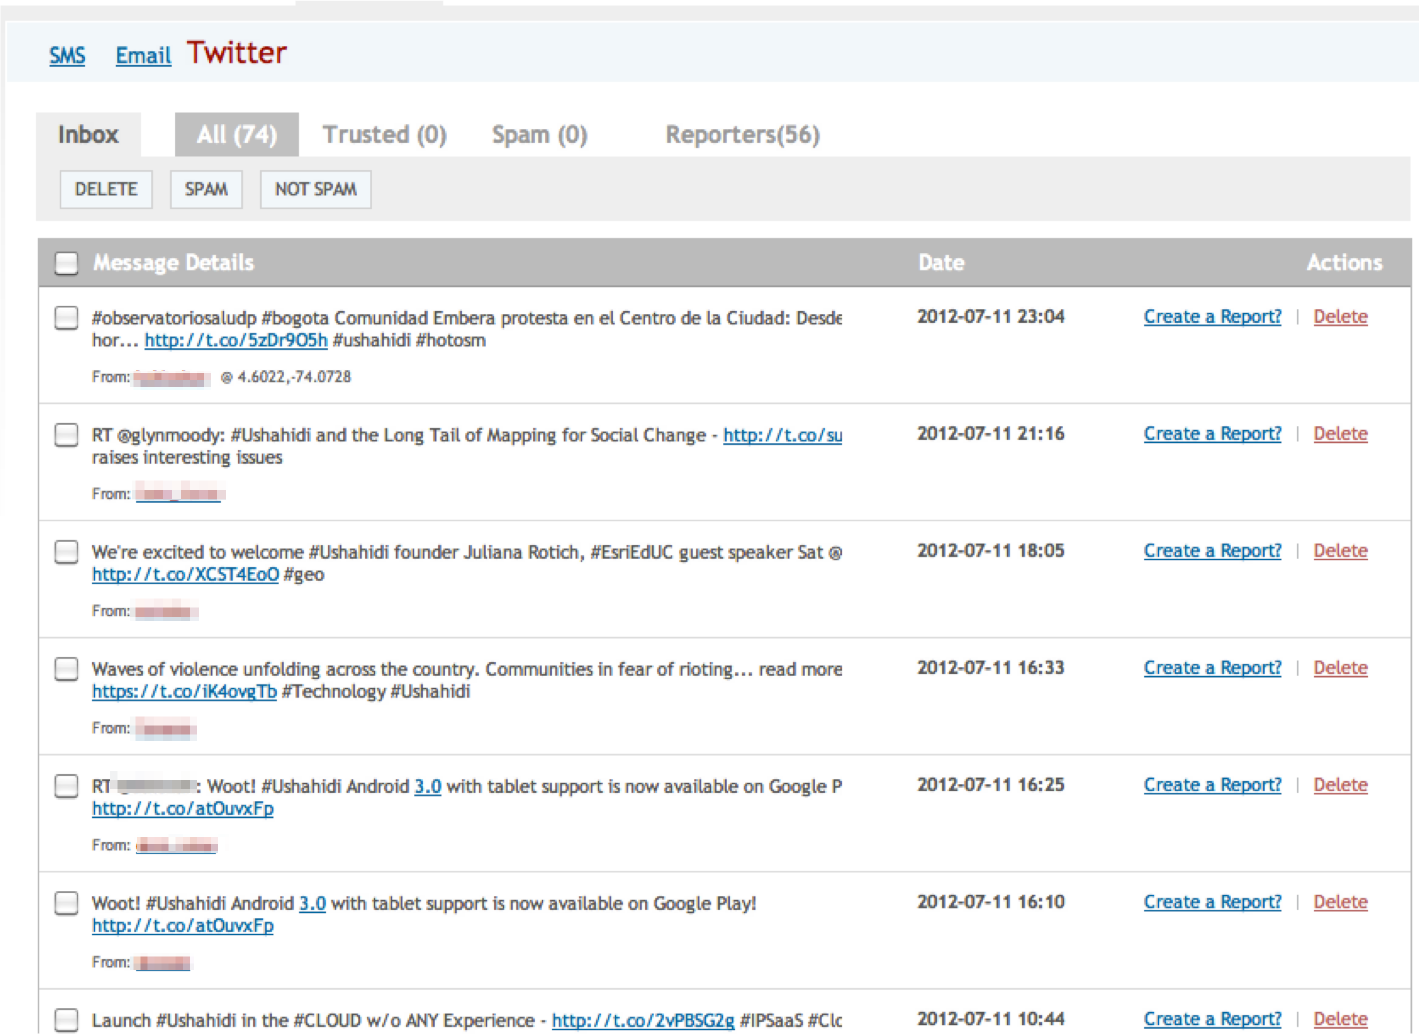 SMS Email Twitter
Inbox All (74) Trusted (0) Spam (0) Reporters(56)
DELETE SPAM NOT SPAM
Message Details Date Actions
#observatoriosaludp #bogota Comunidad Embera protesta en el Centro de la Ciudad: Desde 2012-07-11 23:04 Create a Report? | Delete
hor... http://t.co/5zDr9O5h #ushahidi #hotosm
From: @ 4.6022,-74.0728
RT @glynmoody: #Ushahidi and the Long Tail of Mapping for Social Change - http://t.co/su 2012-07-11 21:16 Create a Report? | Delete
raises interesting issues
From:
We're excited to welcome #Ushahidi founder Juliana Rotich, #EsriEdUC guest speaker Sat @ 2012-07-11 18:05 Create a Report? | Delete
http://t.co/XCST4EoO #geo
From:
Waves of violence unfolding across the country. Communities in fear of rioting... read more 2012-07-11 16:33 Create a Report? | Delete
https://t.co/iK4ovgTb #Technology #Ushahidi
From:
RT : Woot! #Ushahidi Android 3.0 with tablet support is now available on Google P 2012-07-11 16:25 Create a Report? | Delete
http://t.co/atOuvxFp
From:
Woot! #Ushahidi Android 3.0 with tablet support is now available on Google Play! 2012-07-11 16:10 Create a Report? | Delete
http://t.co/atOuvxFp
From:
Launch #Ushahidi in the #CLOUD w/o ANY Experience - http://t.co/2vPBSG2g #IPSaaS #Clo 2012-07-11 10:44 Create a Report? | Delete